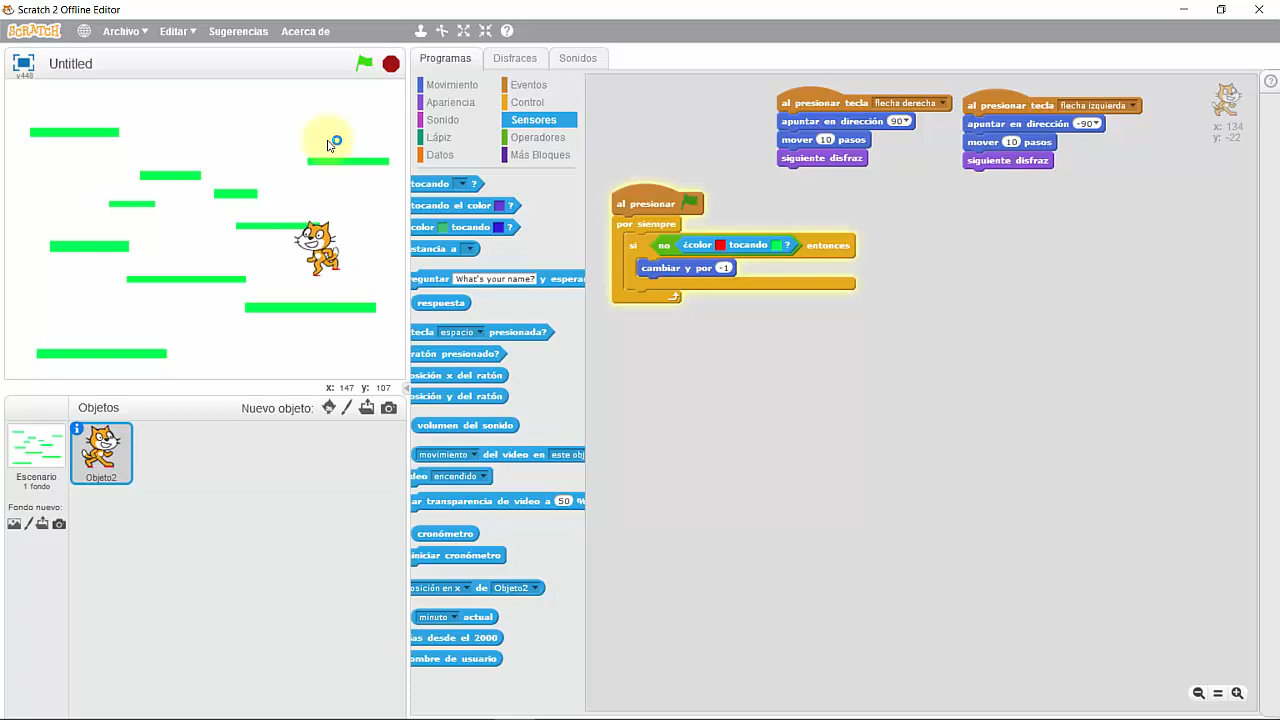 Scratch 2 Offline Editor
SCRATCH Archivo Editar Sugerencias Acerca de
v448 Untitled
Programas Disfraces Sonidos
Movimiento Eventos
Apariencia Control
Sonido Sensores
Lápiz Operadores
Datos Más Bloques
tocando ?
tocando el color ?
color tocando ?
stancia a
reguntar What's your name? y espera
respuesta
tecla espacio presionada?
ratón presionado?
osición x del ratón
osición y del ratón
volumen del sonido
movimiento del video en este obj
deo encendido
ar transparencia de video a 50 %
cronómetro
iniciar cronómetro
osición en x de Objeto2
minuto actual
ías desde el 2000
ombre de usuario
al presionar tecla flecha derecha
apuntar en dirección 90
mover 10 pasos
siguiente disfraz
al presionar tecla flecha izquierda
apuntar en dirección -90
mover 10 pasos
siguiente disfraz
x: 134
y: -22
al presionar
por siempre
si no ¿color tocando ? entonces
cambiar y por -1
x: 147 y: 107
Objetos Nuevo objeto:
Escenario
1 fondo
Fondo nuevo:
Objeto2